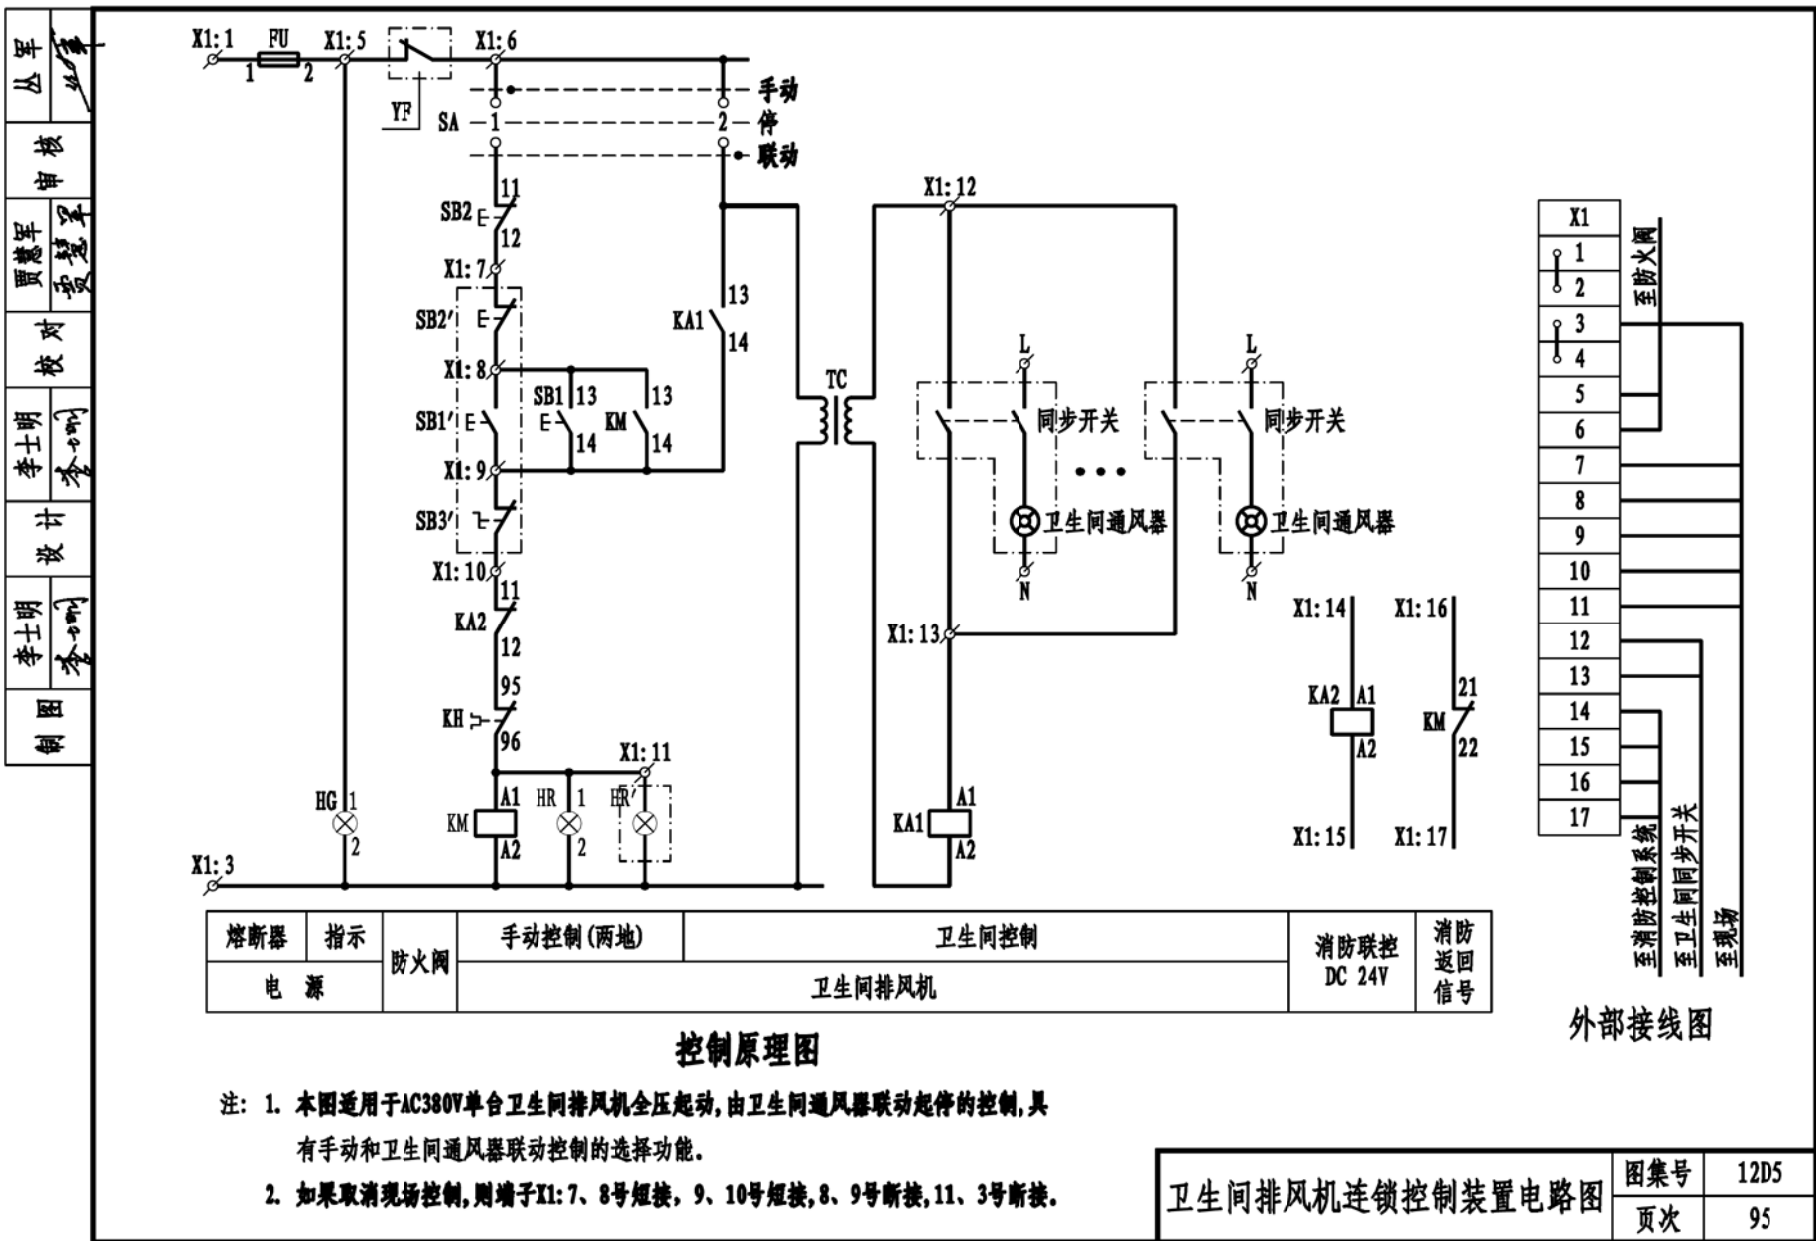 丛 军
审 核
贾慧军
校 对
李士明
设 计
李士明
制 图
X1:1
FU
1
2
X1:5
YF
X1:6
手动
SA
1
2
停
联动
11
SB2
12
X1:7
SB2′
X1:8
SB1 13
14
13
KM
14
SB1′
X1:9
SB3′
X1:10
11
KA2
12
95
KH
96
X1:11
HG 1
2
KM
A1
A2
HR 1
2
HR′
X1:3
13
KA1
14
TC
X1:12
L
同步开关
卫生间通风器
N
L
同步开关
卫生间通风器
N
X1:13
KA1
A1
A2
X1:14
KA2 A1
A2
X1:15
X1:16
21
KM
22
X1:17
X1
1
2
3
4
5
6
7
8
9
10
11
12
13
14
15
16
17
至防火阀
至消防控制系统
至卫生间同步开关
至现场
外部接线图
熔断器
指示
电 源
防火阀
手动控制(两地)
卫生间控制
卫生间排风机
消防联控
DC 24V
消防
返回
信号
控制原理图
注: 1. 本图适用于AC380V单台卫生间排风机全压起动,由卫生间通风器联动起停的控制,具
有手动和卫生间通风器联动控制的选择功能。
2. 如果取消现场控制,则端子X1:7、8号短接, 9、10号短接,8、9号断接,11、3号断接。
卫生间排风机连锁控制装置电路图
图集号
12D5
页次
95